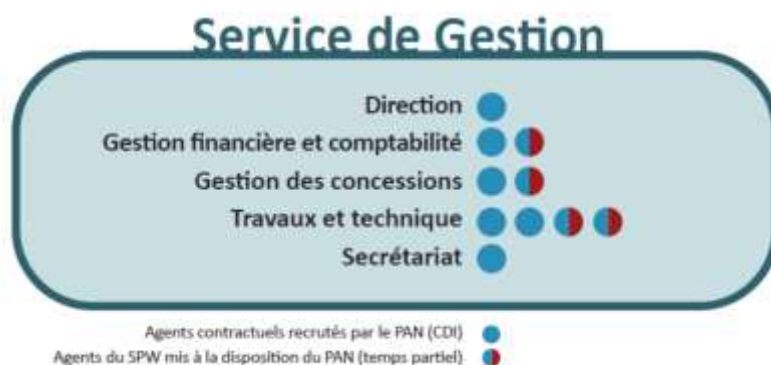 Service de Gestion
Direction
Gestion financière et comptabilité
Gestion des concessions
Travaux et technique
Secrétariat
Agents contractuels recrutés par le PAN (CDI)
Agents du SPW mis à la disposition du PAN (temps partiel)